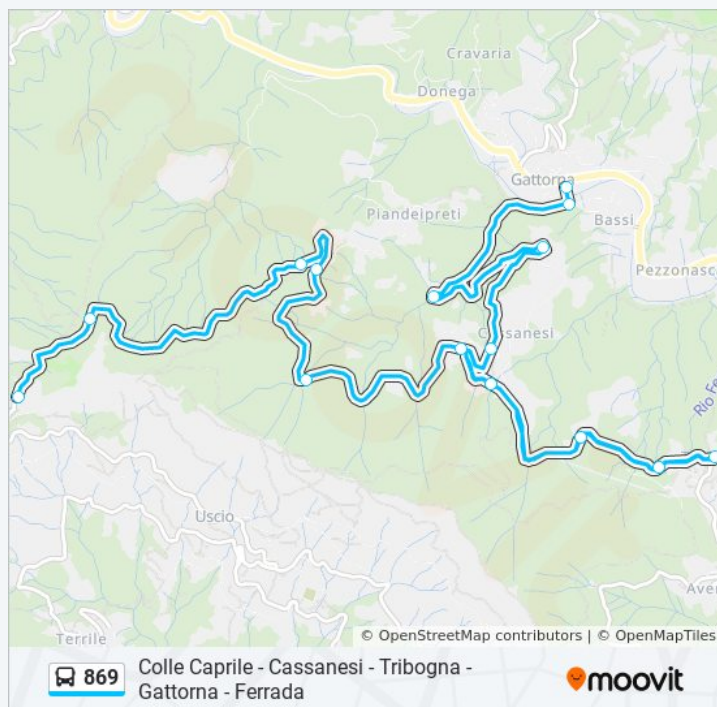 Cravaria
Donega
Gattorna
Piandeipreti
Bassi
Pezzonasc
Cassanesi
Rio Fe
Uscio
Aver
Terrile
© OpenStreetMap contributors | © OpenMapTiles
869
Colle Caprile - Cassanesi - Tribogna -
Gattorna - Ferrada
moovit